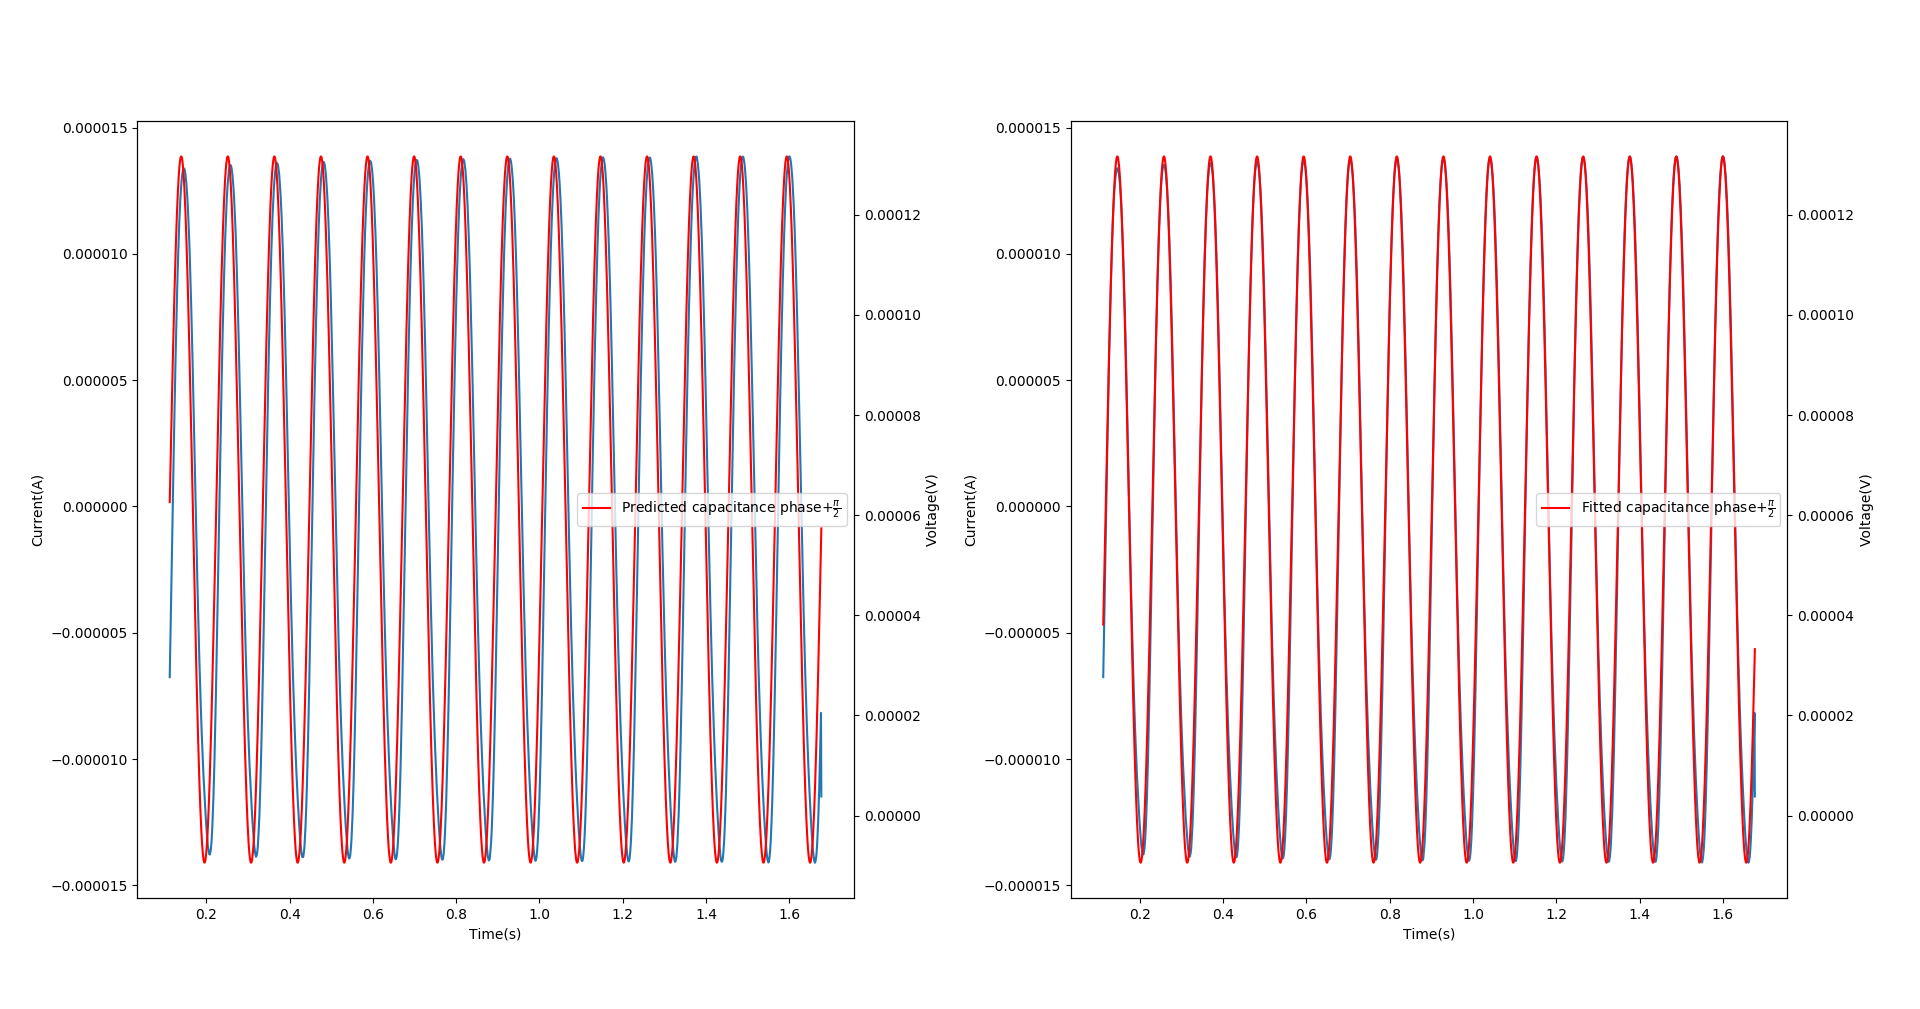 0.000015
0.000010
0.000005
0.000000
−0.000005
−0.000010
−0.000015
Current(A)
0.00012
0.00010
0.00008
0.00006
0.00004
0.00002
0.00000
Voltage(V)
Predicted capacitance phase+π/2
0.2 0.4 0.6 0.8 1.0 1.2 1.4 1.6
Time(s)
0.000015
0.000010
0.000005
0.000000
−0.000005
−0.000010
−0.000015
Current(A)
0.00012
0.00010
0.00008
0.00006
0.00004
0.00002
0.00000
Voltage(V)
Fitted capacitance phase+π/2
0.2 0.4 0.6 0.8 1.0 1.2 1.4 1.6
Time(s)